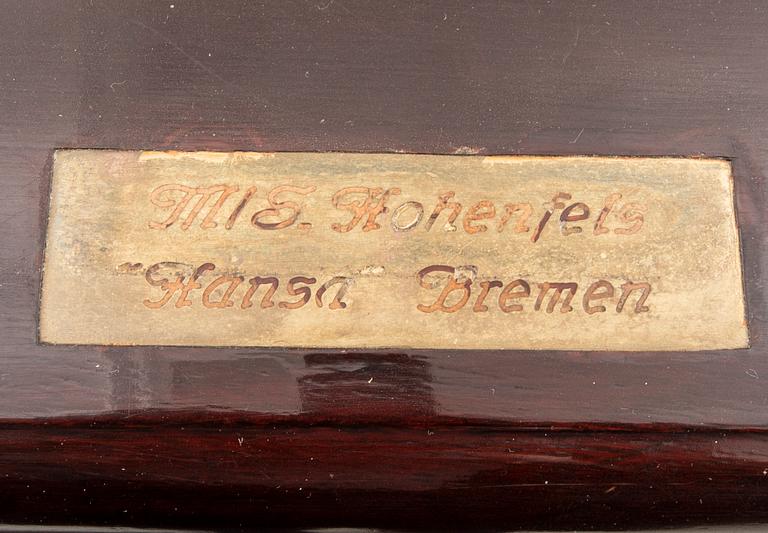 M/S. Hohenfels
"Hansa" Bremen